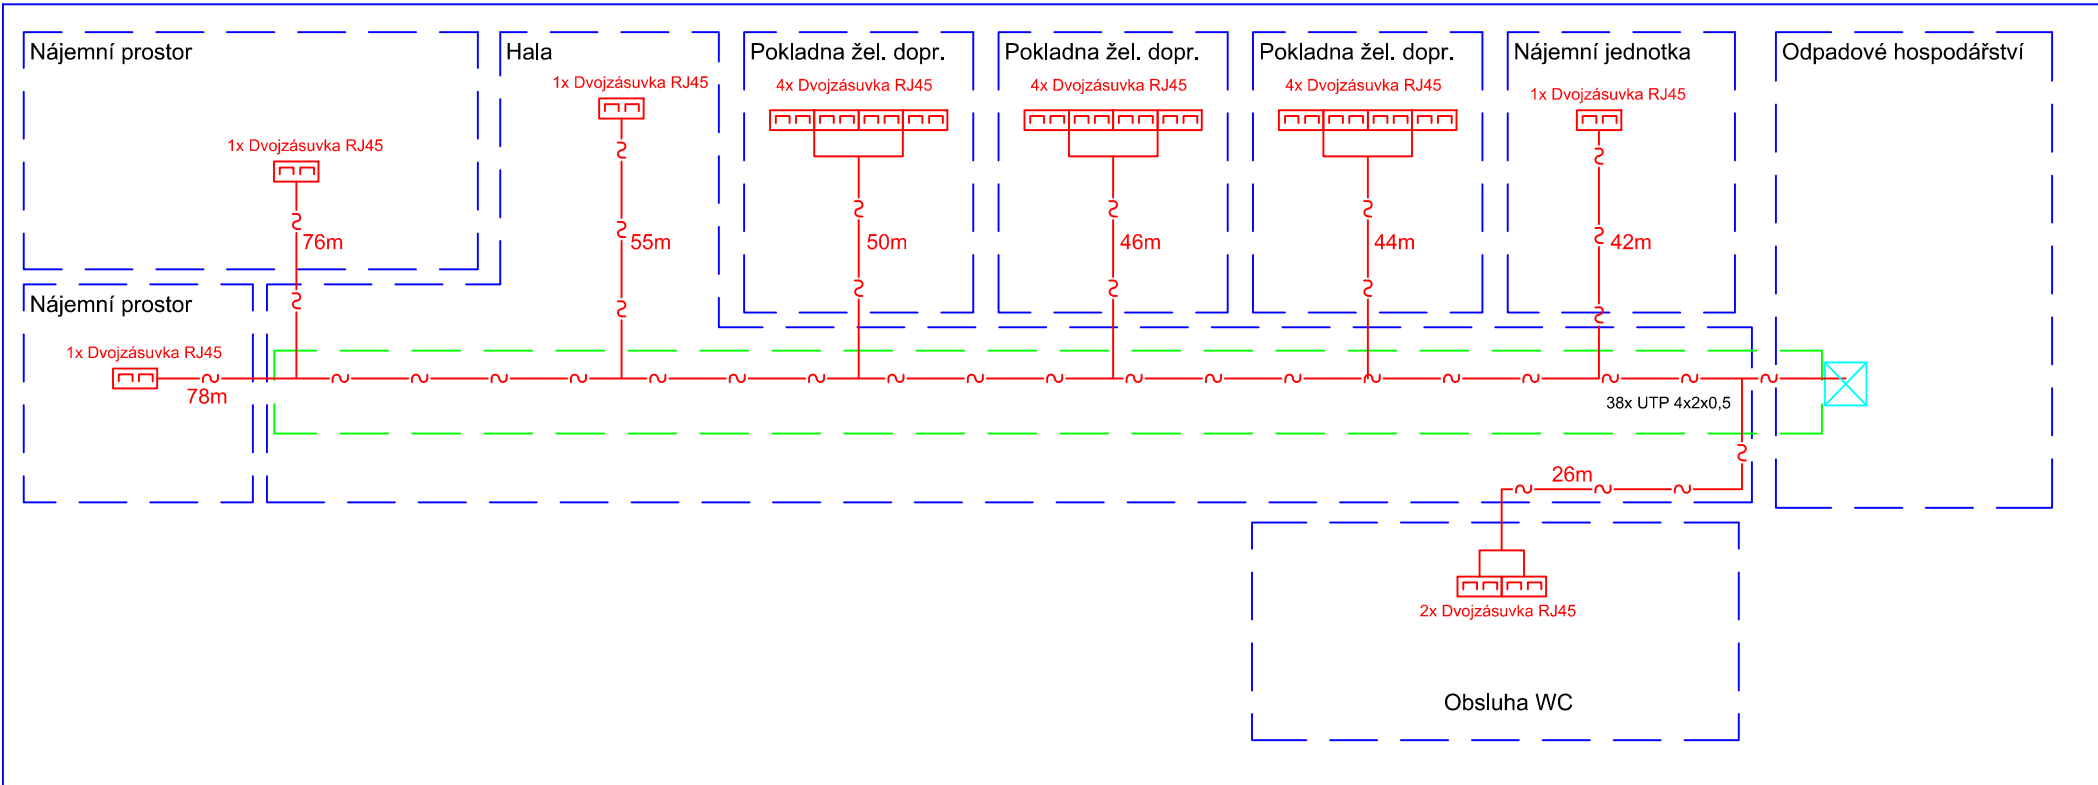 Nájemní prostor
Hala
Pokladna žel. dopr.
Pokladna žel. dopr.
Pokladna žel. dopr.
Nájemní jednotka
Odpadové hospodářství
1x Dvojzásuvka RJ45
4x Dvojzásuvka RJ45
4x Dvojzásuvka RJ45
4x Dvojzásuvka RJ45
1x Dvojzásuvka RJ45
1x Dvojzásuvka RJ45
76m
55m
50m
46m
44m
42m
Nájemní prostor
1x Dvojzásuvka RJ45
78m
38x UTP 4x2x0,5
26m
2x Dvojzásuvka RJ45
Obsluha WC